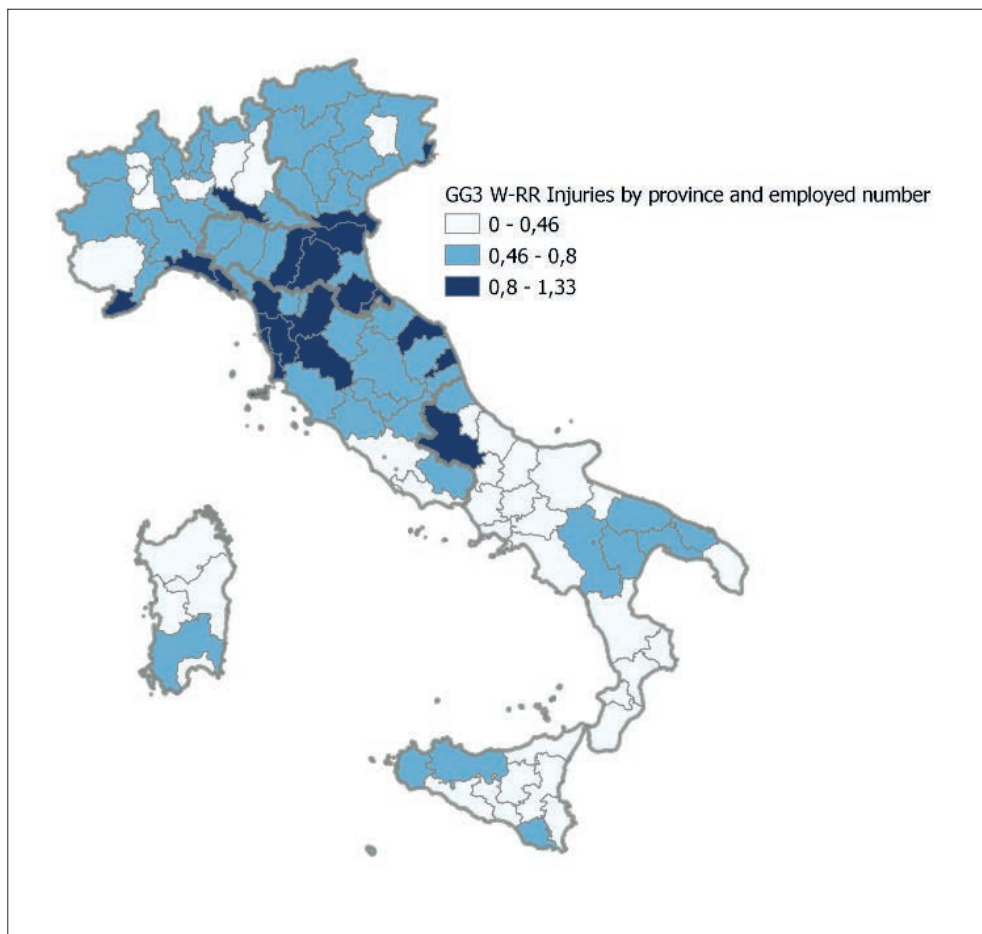 GG3 W-RR Injuries by province and employed number
0 - 0,46
0,46 - 0,8
0,8 - 1,33